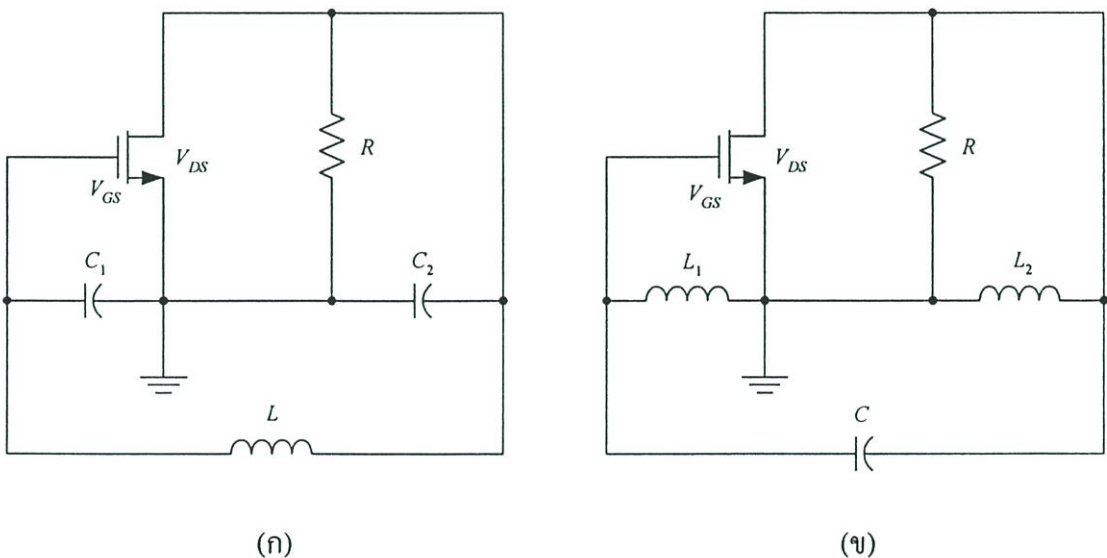 R
V_DS
V_GS
C_1
C_2
L
(ก)
R
V_DS
V_GS
L_1
L_2
C
(ข)